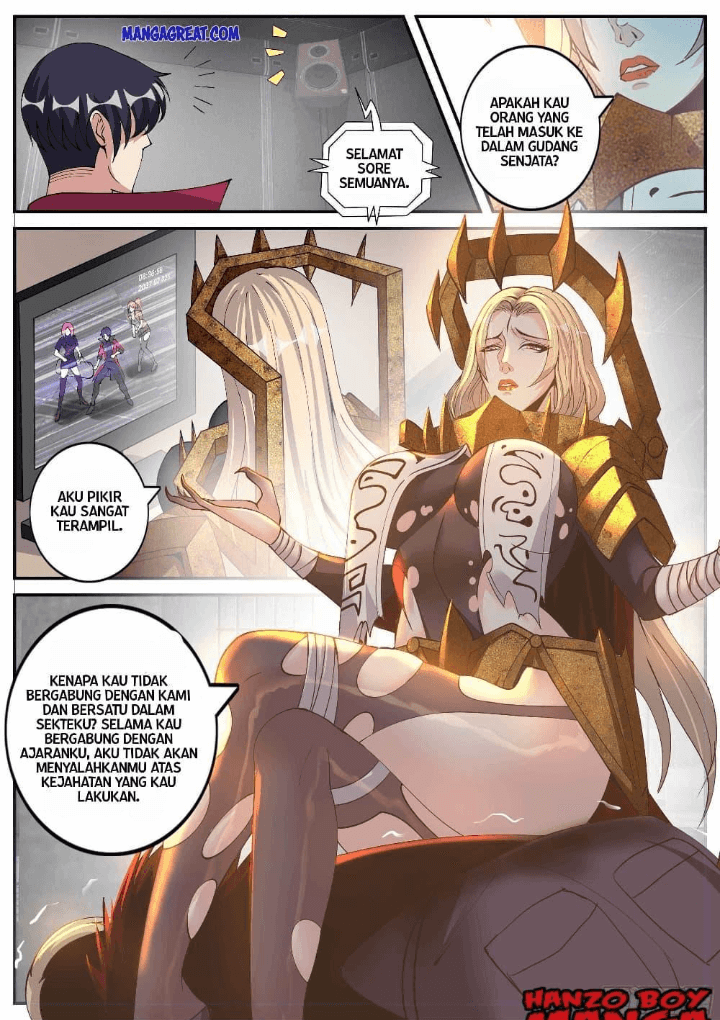 MANGAGREAT.COM
SELAMAT
SORE
SEMUANYA.
APAKAH KAU
ORANG YANG
TELAH MASUK KE
DALAM GUDANG
SENJATA?
AKU PIKIR
KAU SANGAT
TERAMPIL.
KENAPA KAU TIDAK
BERGABUNG DENGAN KAMI
DAN BERSATU DALAM
SEKTEKU? SELAMA KAU
BERGABUNG DENGAN
AJARANKU, AKU TIDAK AKAN
MENYALAHKANMU ATAS
KEJAHATAN YANG KAU
LAKUKAN.
HANZO BOY
MANGA